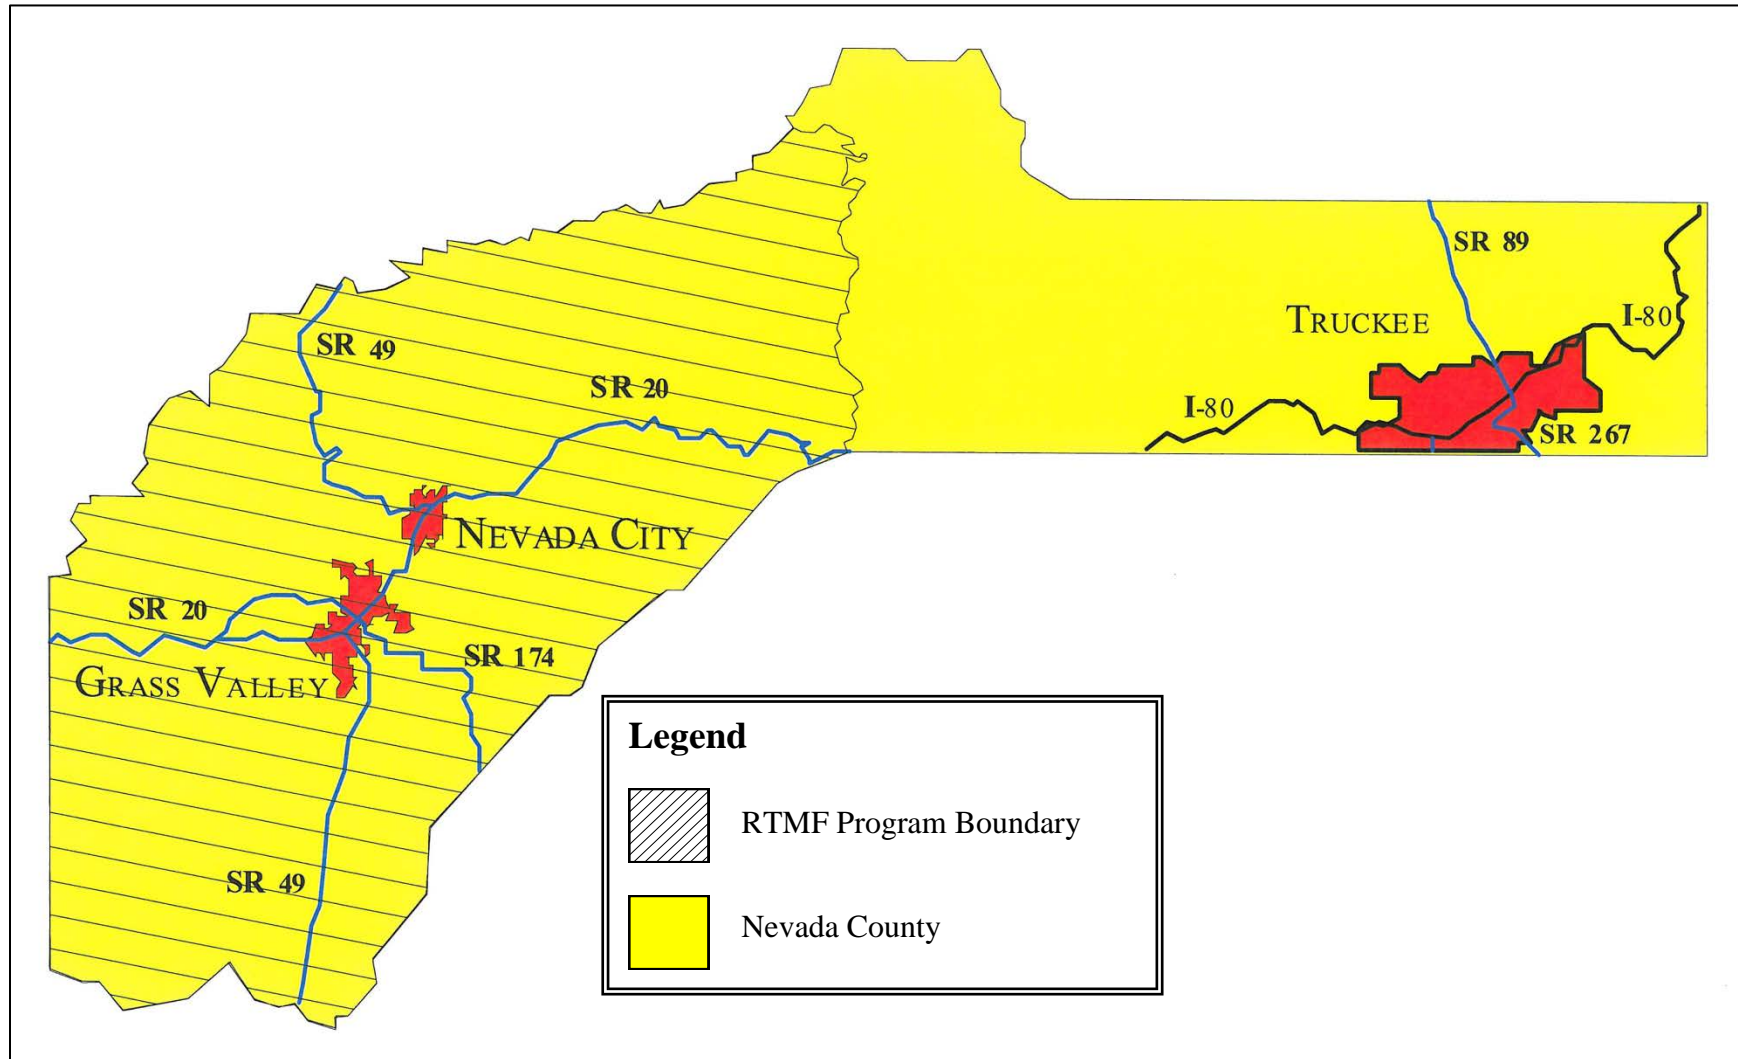 SR 89
I-80
TRUCKEE
SR 49
SR 20
I-80
SR 267
NEVADA CITY
SR 20
SR 174
GRASS VALLEY
SR 49
Legend
RTMF Program Boundary
Nevada County